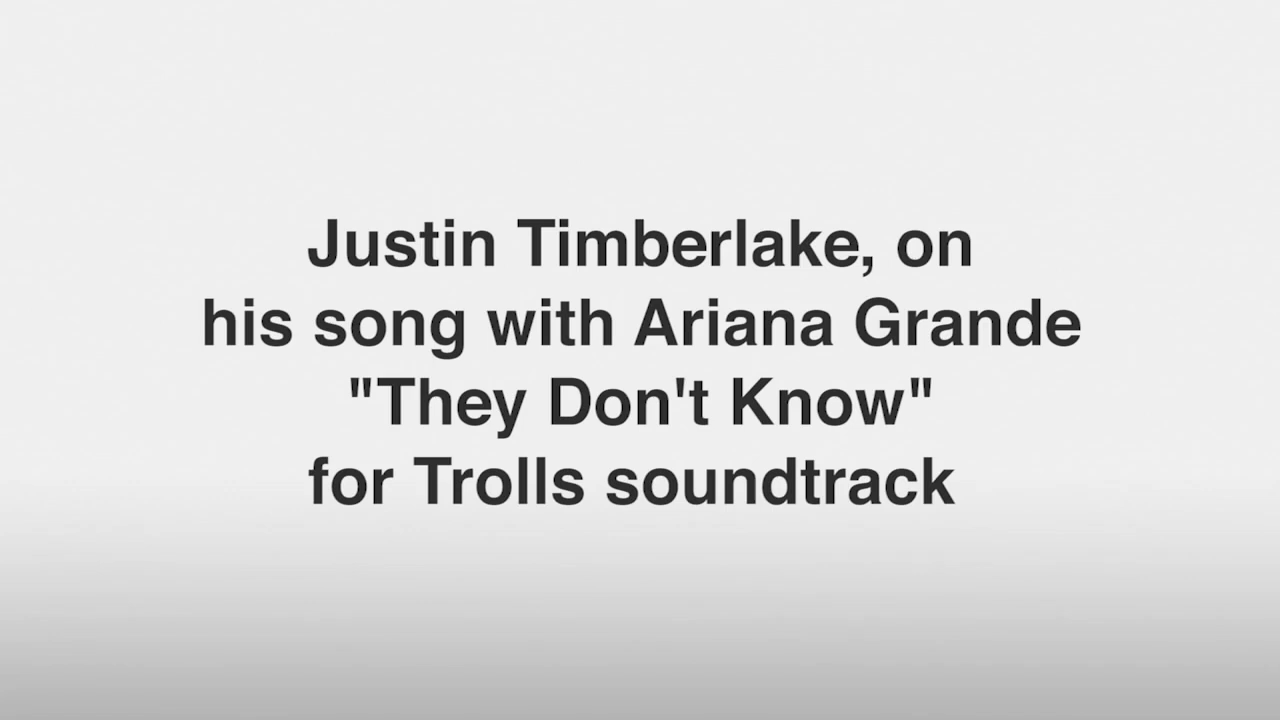 Justin Timberlake, on
his song with Ariana Grande
"They Don't Know"
for Trolls soundtrack